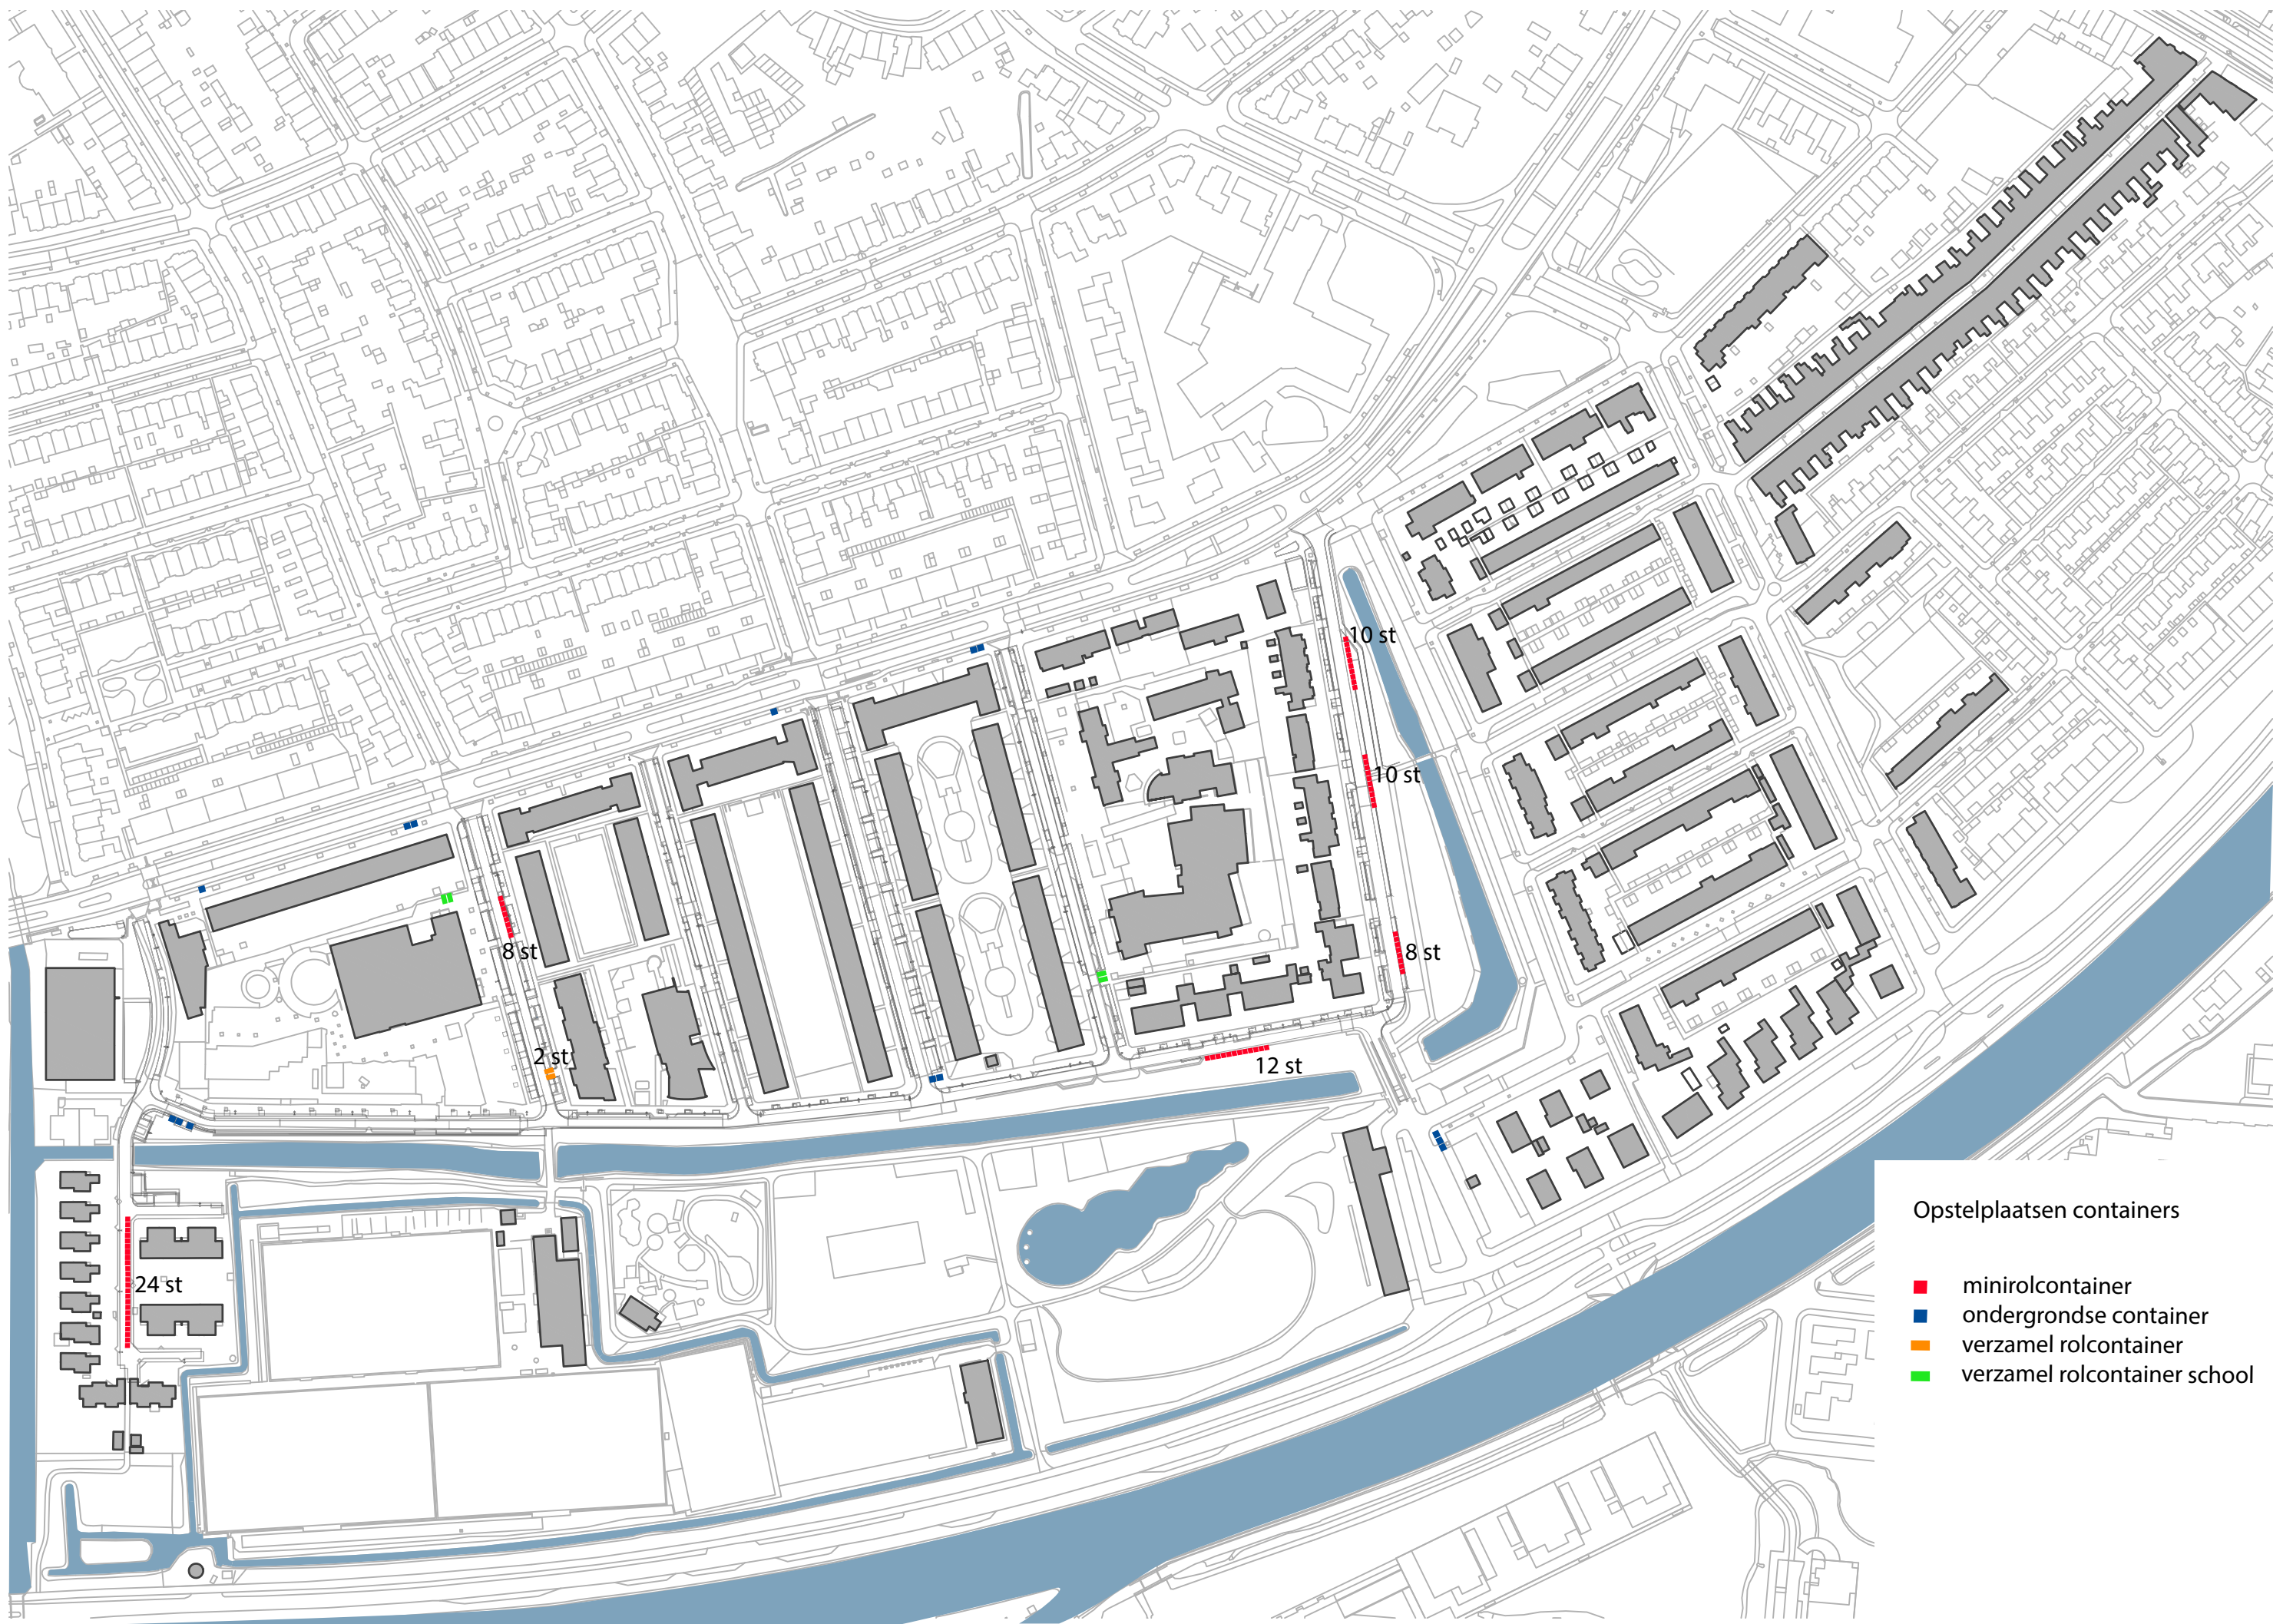 10 st
10 st
8 st
8 st
2 st
12 st
24 st
Opstelplaatsen containers
minirolcontainer
ondergrondse container
verzamel rolcontainer
verzamel rolcontainer school